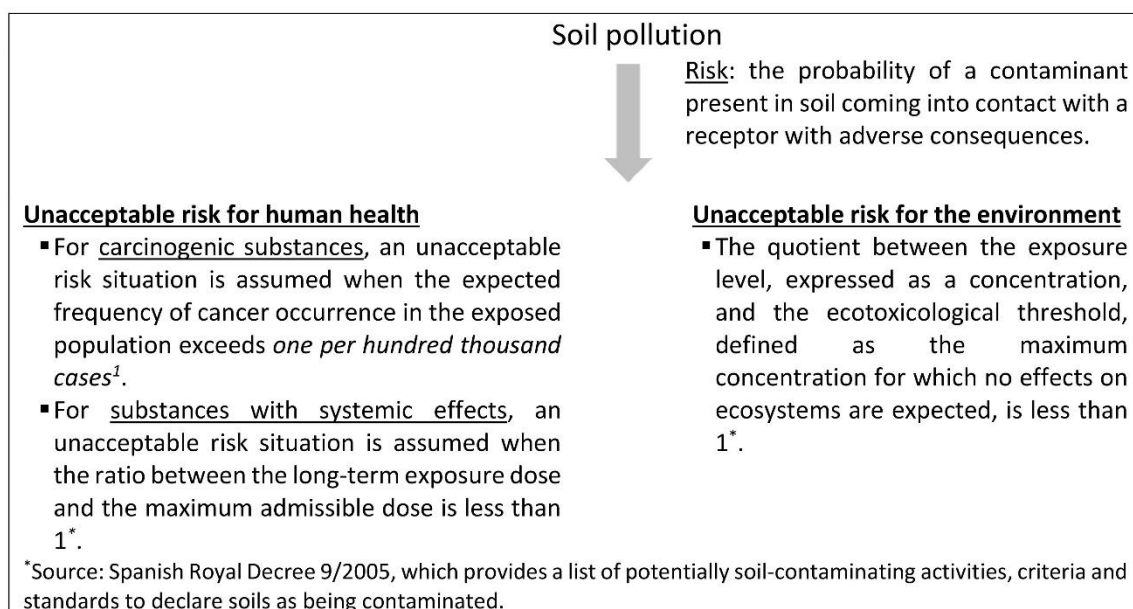 Soil pollution
Risk: the probability of a contaminant
present in soil coming into contact with a
receptor with adverse consequences.
Unacceptable risk for human health
▪ For carcinogenic substances, an unacceptable
risk situation is assumed when the expected
frequency of cancer occurrence in the exposed
population exceeds one per hundred thousand
cases¹.
▪ For substances with systemic effects, an
unacceptable risk situation is assumed when
the ratio between the long-term exposure dose
and the maximum admissible dose is less than
1*.
Unacceptable risk for the environment
▪ The quotient between the exposure
level, expressed as a concentration,
and the ecotoxicological threshold,
defined as the maximum
concentration for which no effects on
ecosystems are expected, is less than
1*.
*Source: Spanish Royal Decree 9/2005, which provides a list of potentially soil-contaminating activities, criteria and
standards to declare soils as being contaminated.